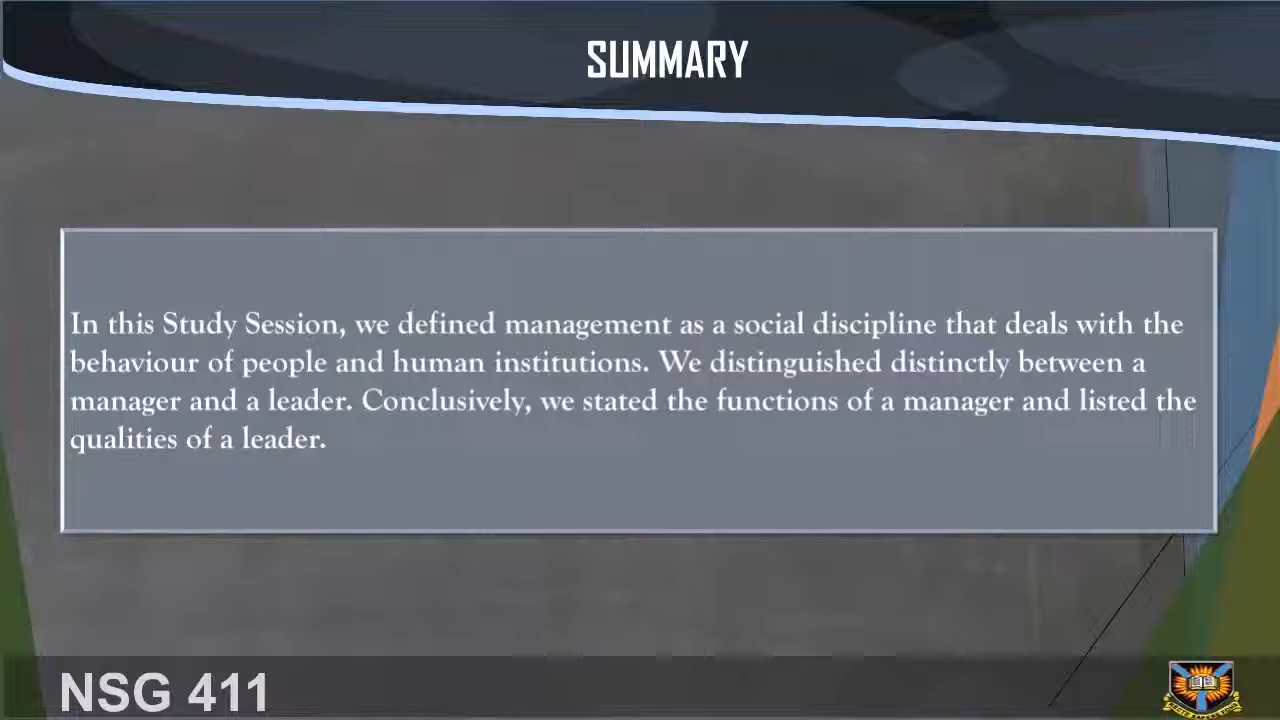 SUMMARY
In this Study Session, we defined management as a social discipline that deals with the
behaviour of people and human institutions. We distinguished distinctly between a
manager and a leader. Conclusively, we stated the functions of a manager and listed the
qualities of a leader.
NSG 411